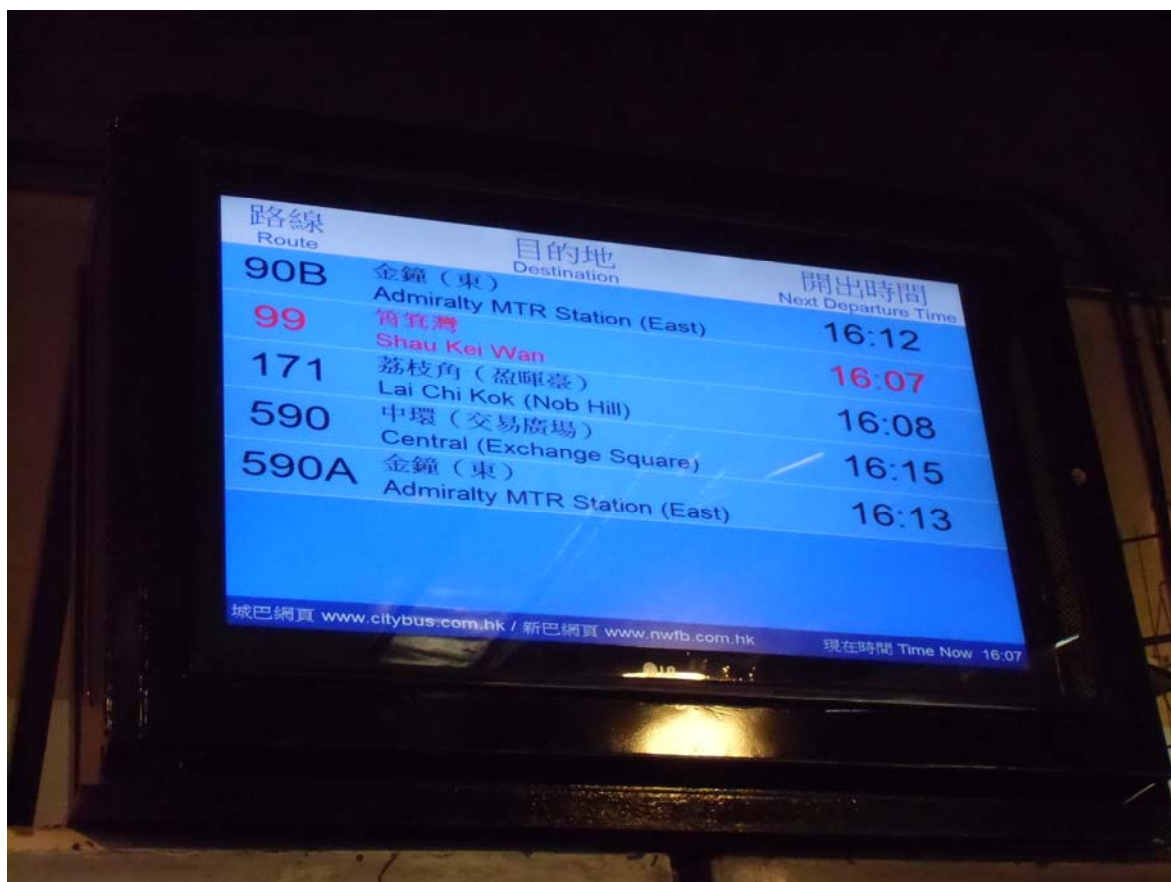 路線 目的地 開出時間
Route Destination Next Departure Time
90B 金鐘（東） 16:12
Admiralty MTR Station (East)
99 筲箕灣 16:07
Shau Kei Wan
171 荔枝角（盈暉臺） 16:08
Lai Chi Kok (Nob Hill)
590 中環（交易廣場） 16:15
Central (Exchange Square)
590A 金鐘（東） 16:13
Admiralty MTR Station (East)
城巴網頁 www.citybus.com.hk / 新巴網頁 www.nwfb.com.hk 現在時間 Time Now 16:07
LG